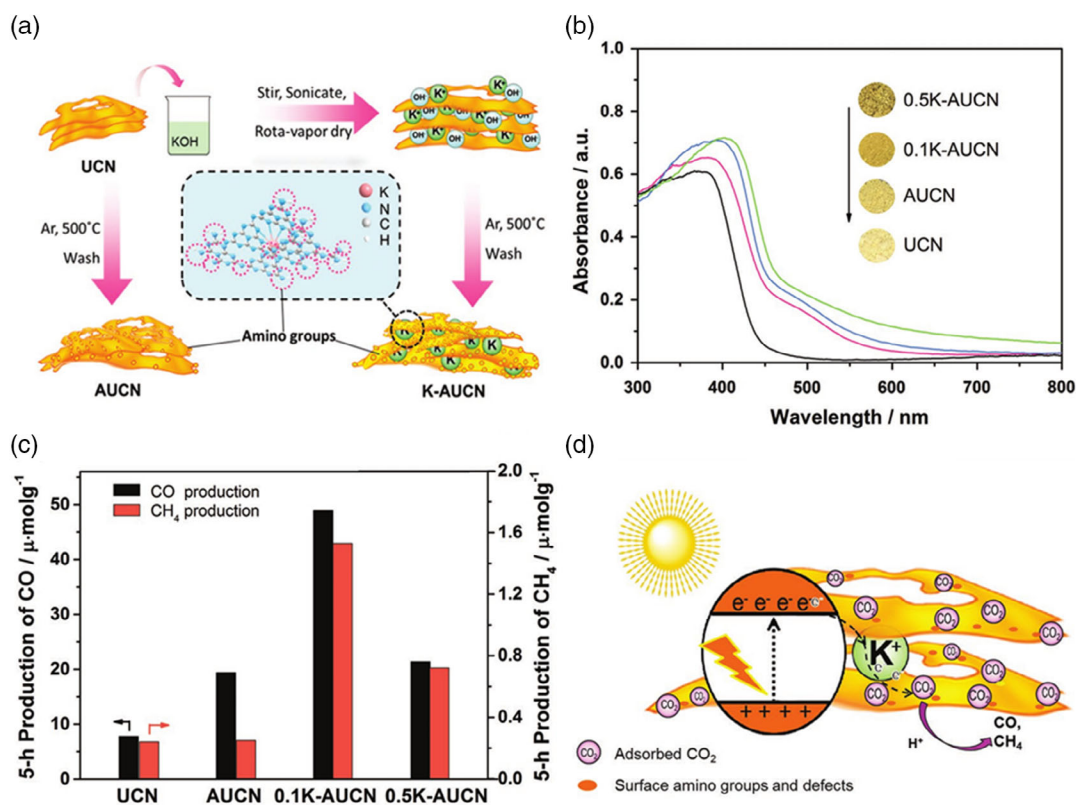 (a)
UCN
KOH
Stir, Sonicate,
Rota-vapor dry
K⁺
OH⁻
Ar, 500˚C
Wash
K
N
C
H
Ar, 500˚C
Wash
Amino groups
K
AUCN
K-AUCN
(b)
Absorbance / a.u.
1.0
0.8
0.6
0.4
0.2
0.0
300 400 500 600 700 800
Wavelength / nm
0.5K-AUCN
0.1K-AUCN
AUCN
UCN
(c)
5-h Production of CO / μ·molg⁻¹
50
40
30
20
10
0
CO production
CH₄ production
UCN AUCN 0.1K-AUCN 0.5K-AUCN
2.0
1.6
1.2
0.8
0.4
0.0
5-h Production of CH₄ / μ·molg⁻¹
(d)
e⁻ e⁻ e⁻ e⁻ e⁻
+ + + +
K⁺
e⁻ e⁻
CO₂
H⁺
CO,
CH₄
CO₂ Adsorbed CO₂
Surface amino groups and defects